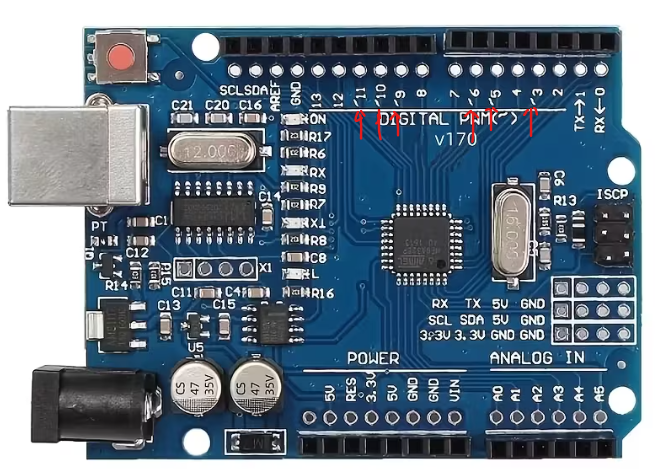 SCL SDA AREF GND 13 12 ~11 ~10 ~9 8 7 ~6 ~5 4 ~3 2 TX→1 RX←0
DIGITAL PWM(~)
v170
C21 C20 C16
ON
R17
R6
RX
R9
R7
TX
R8
C8
L
R16
12.000
C14
PT
C12
R14
X1
C11 C4
C13 C15
U5
CS 47 35V
CS 47 35V
16.000
C6
R13
ISCP
RX TX 5V GND
SCL SDA 5V GND
3.3V 3.3V GND GND
POWER
5V RES 3.3V 5V GND GND VIN
ANALOG IN
A0 A1 A2 A3 A4 A5